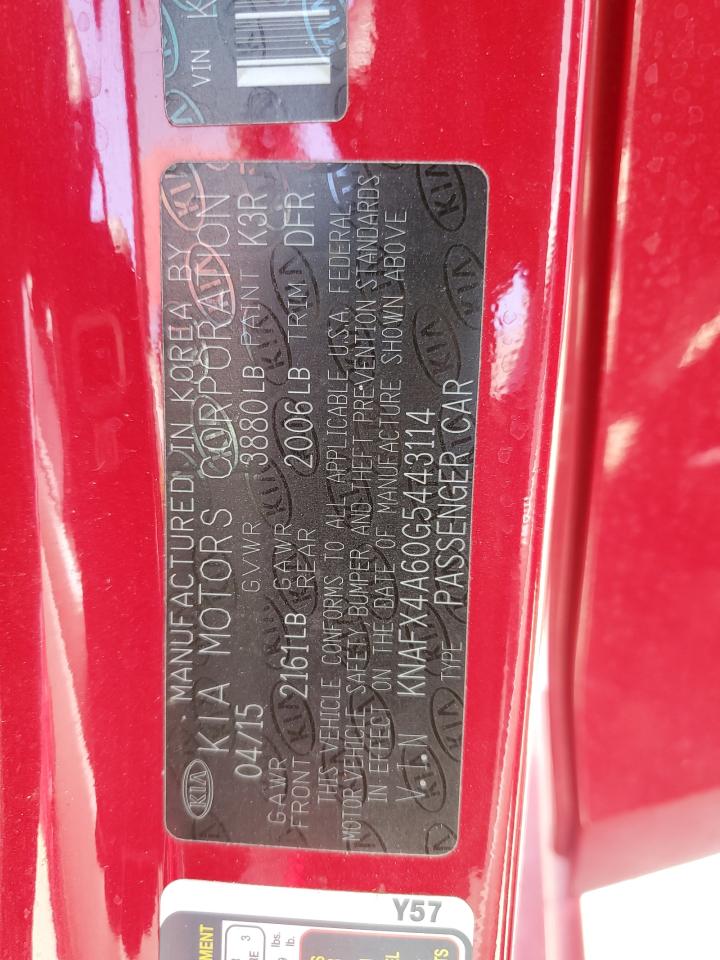 VIN K
MANUFACTURED IN KOREA BY
KIA MOTORS CORPORATION
04/15 GVWR 3880LB PAINT K3R
GAWR FRONT 2161LB GAWR REAR 2006LB TRIM DFR
THIS VEHICLE CONFORMS TO ALL APPLICABLE U.S.A. FEDERAL
MOTOR VEHICLE SAFETY BUMPER AND THEFT PREVENTION STANDARDS
IN EFFECT ON THE DATE OF MANUFACTURE SHOWN ABOVE
V.I.N KNAFX4A60G5443114
TYPE PASSENGER CAR
KIA
Y57